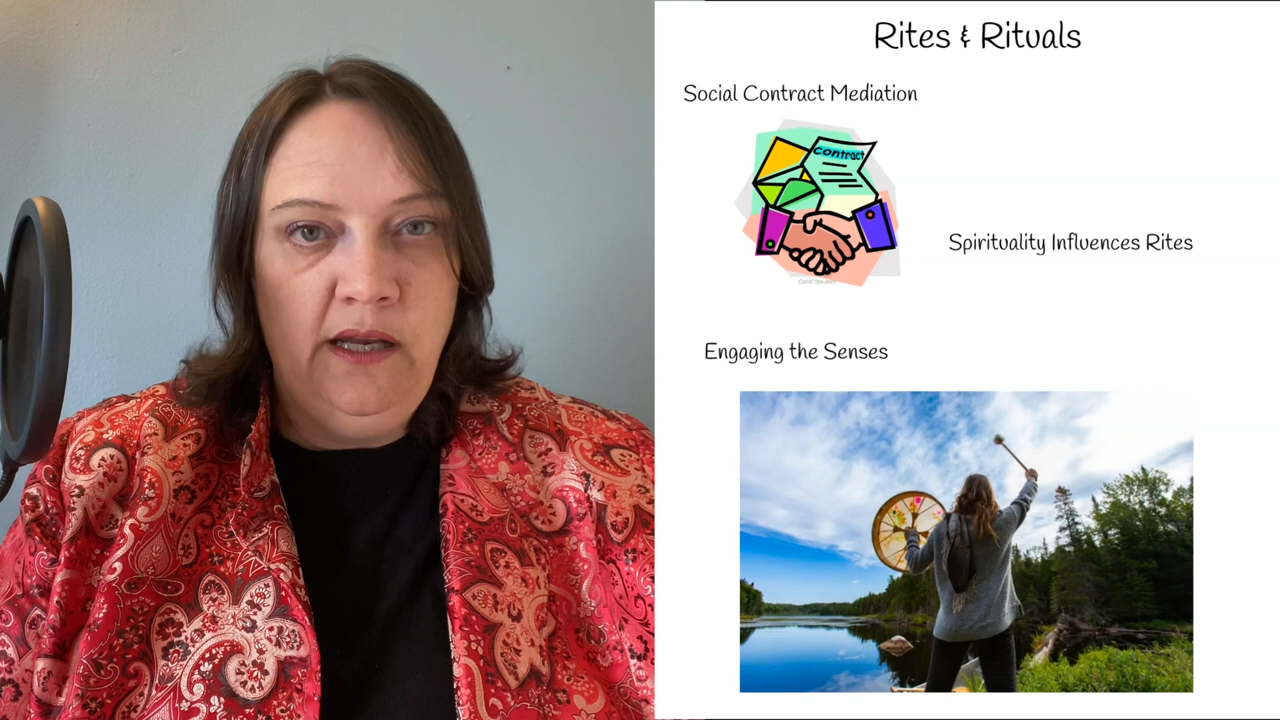 Rites & Rituals
Social Contract Mediation
contract
Spirituality Influences Rites
Engaging the Senses